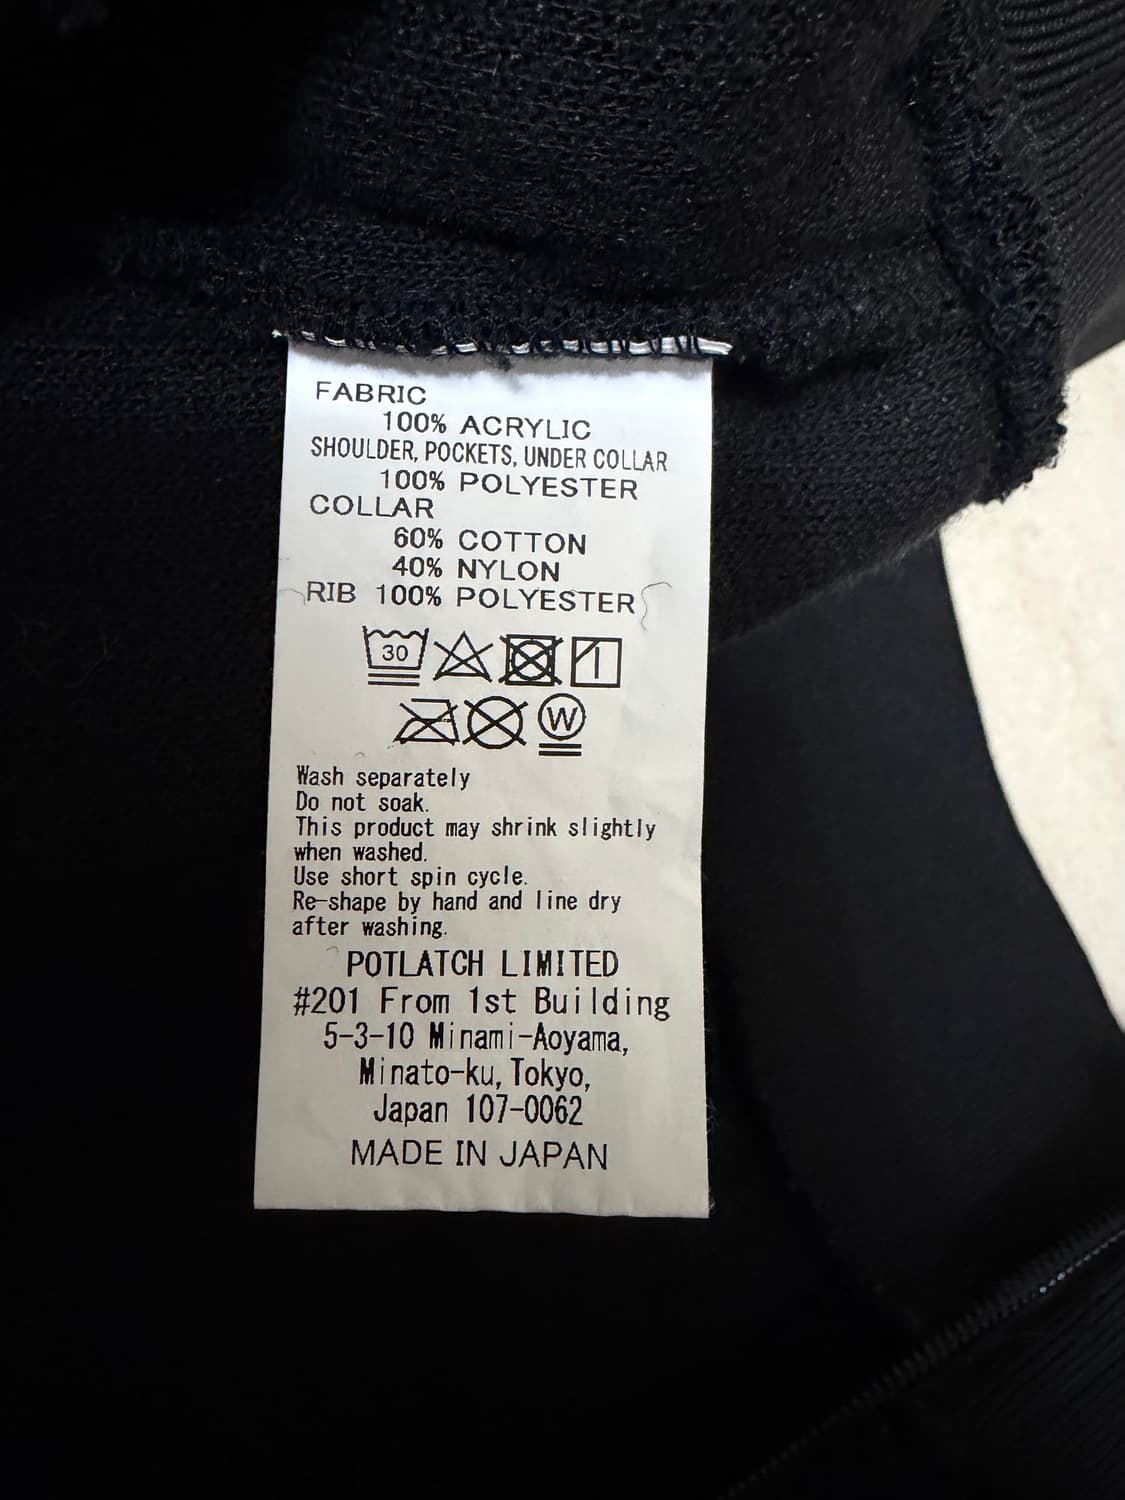 FABRIC
100% ACRYLIC
SHOULDER, POCKETS, UNDER COLLAR
100% POLYESTER
COLLAR
60% COTTON
40% NYLON
RIB 100% POLYESTER
30
W
Wash separately
Do not soak.
This product may shrink slightly
when washed.
Use short spin cycle.
Re-shape by hand and line dry
after washing.
POTLATCH LIMITED
#201 From 1st Building
5-3-10 Minami-Aoyama,
Minato-ku, Tokyo,
Japan 107-0062
MADE IN JAPAN